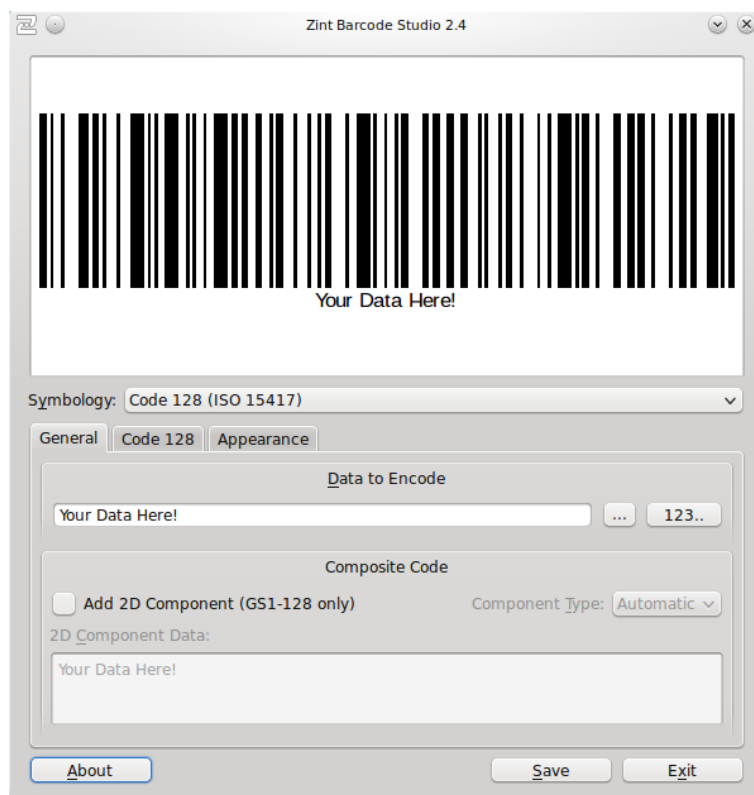 Zint Barcode Studio 2.4
Your Data Here!
Symbology: Code 128 (ISO 15417)
General Code 128 Appearance
Data to Encode
Your Data Here! ... 123..
Composite Code
Add 2D Component (GS1-128 only) Component Type: Automatic
2D Component Data:
Your Data Here!
About Save Exit